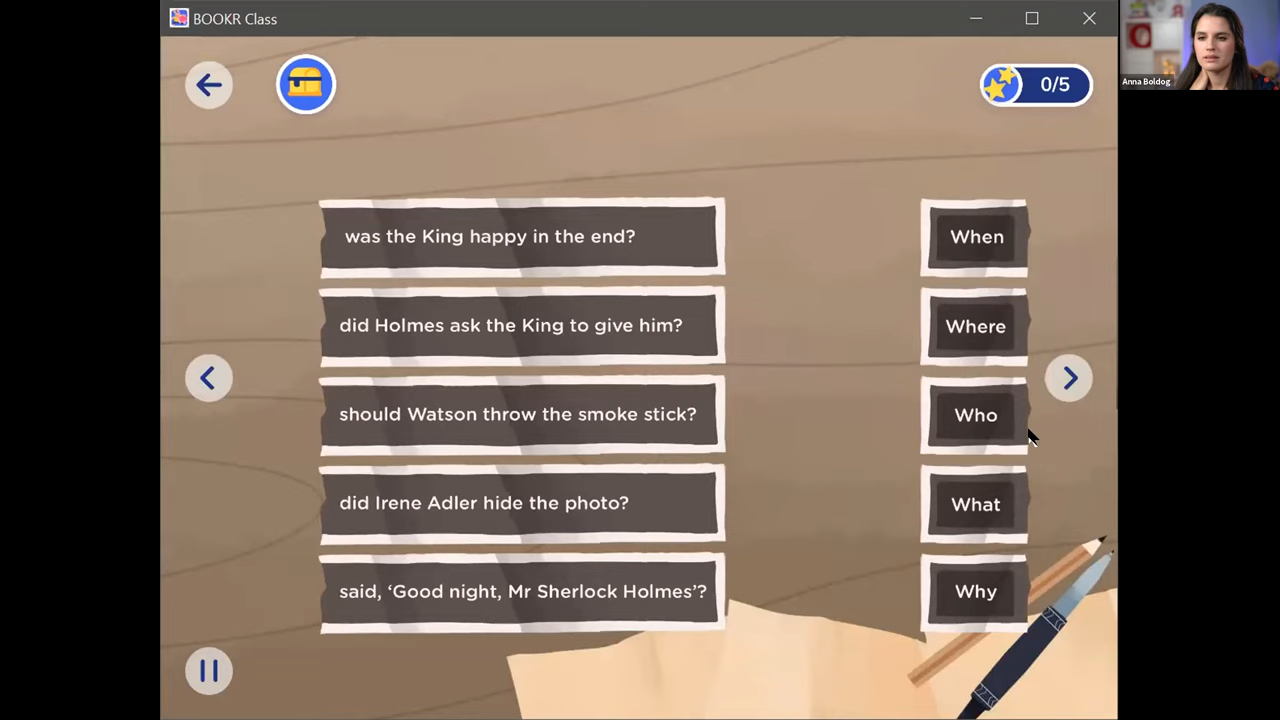 BOOKR Class
Anna Boldog
0/5
was the King happy in the end?
When
did Holmes ask the King to give him?
Where
should Watson throw the smoke stick?
Who
did Irene Adler hide the photo?
What
said, ‘Good night, Mr Sherlock Holmes’?
Why